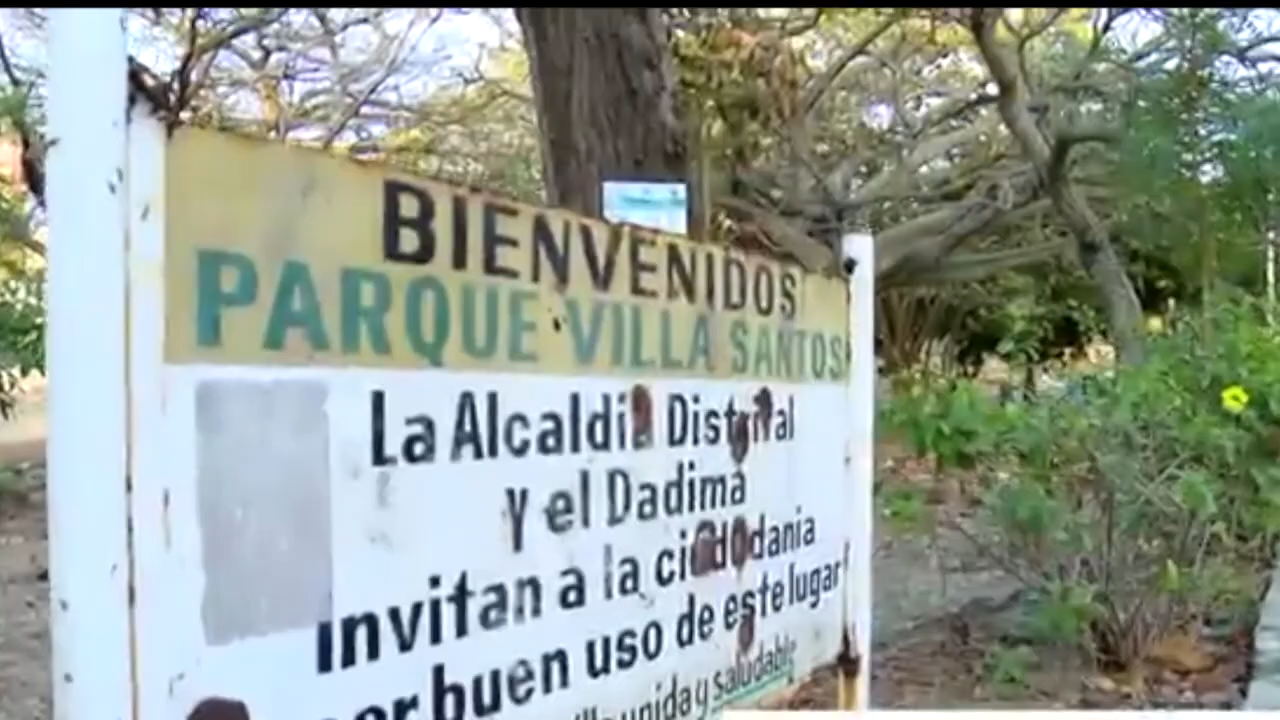 BIENVENIDOS
PARQUE VILLA SANTOS
La Alcaldia Distrital
y el Dadima
invitan a la ciudadania
buen uso de este lugar
unida y saludable